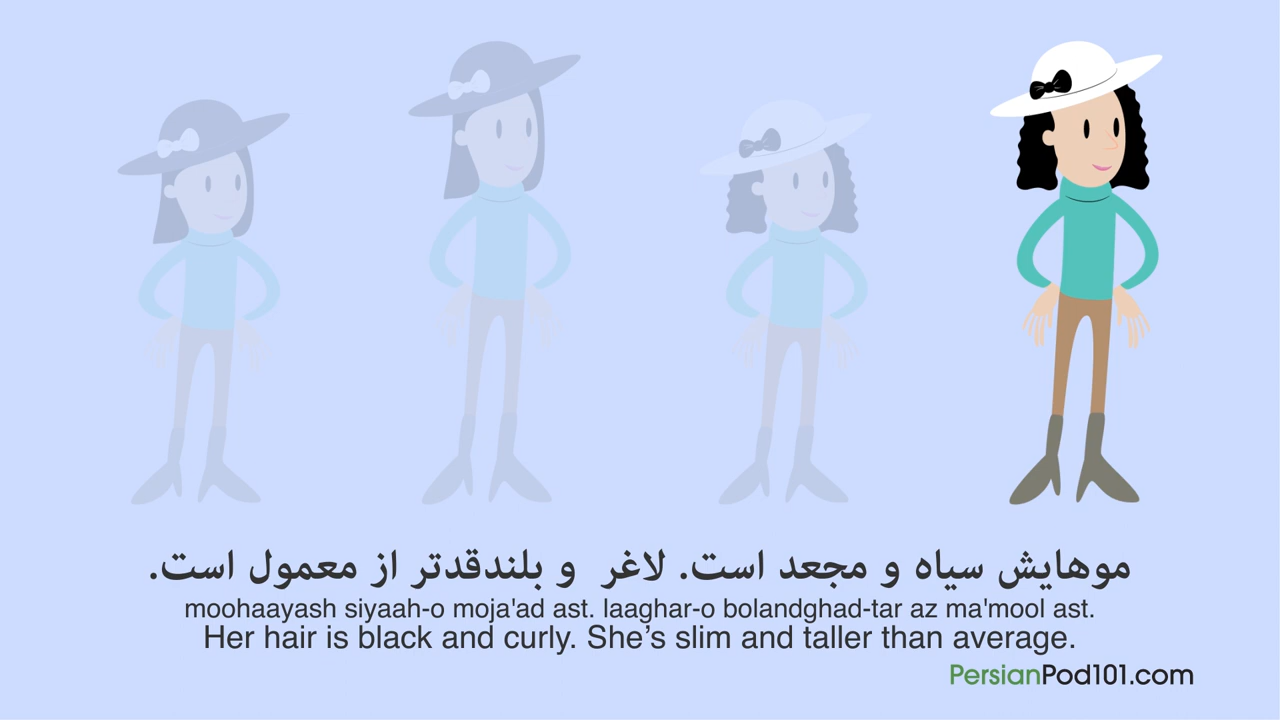 موهایش سیاه و مجعد است. لاغر و بلندقدتر از معمول است.
moohaayash siyaah-o moja'ad ast. laaghar-o bolandghad-tar az ma'mool ast.
Her hair is black and curly. She’s slim and taller than average.
PersianPod101.com